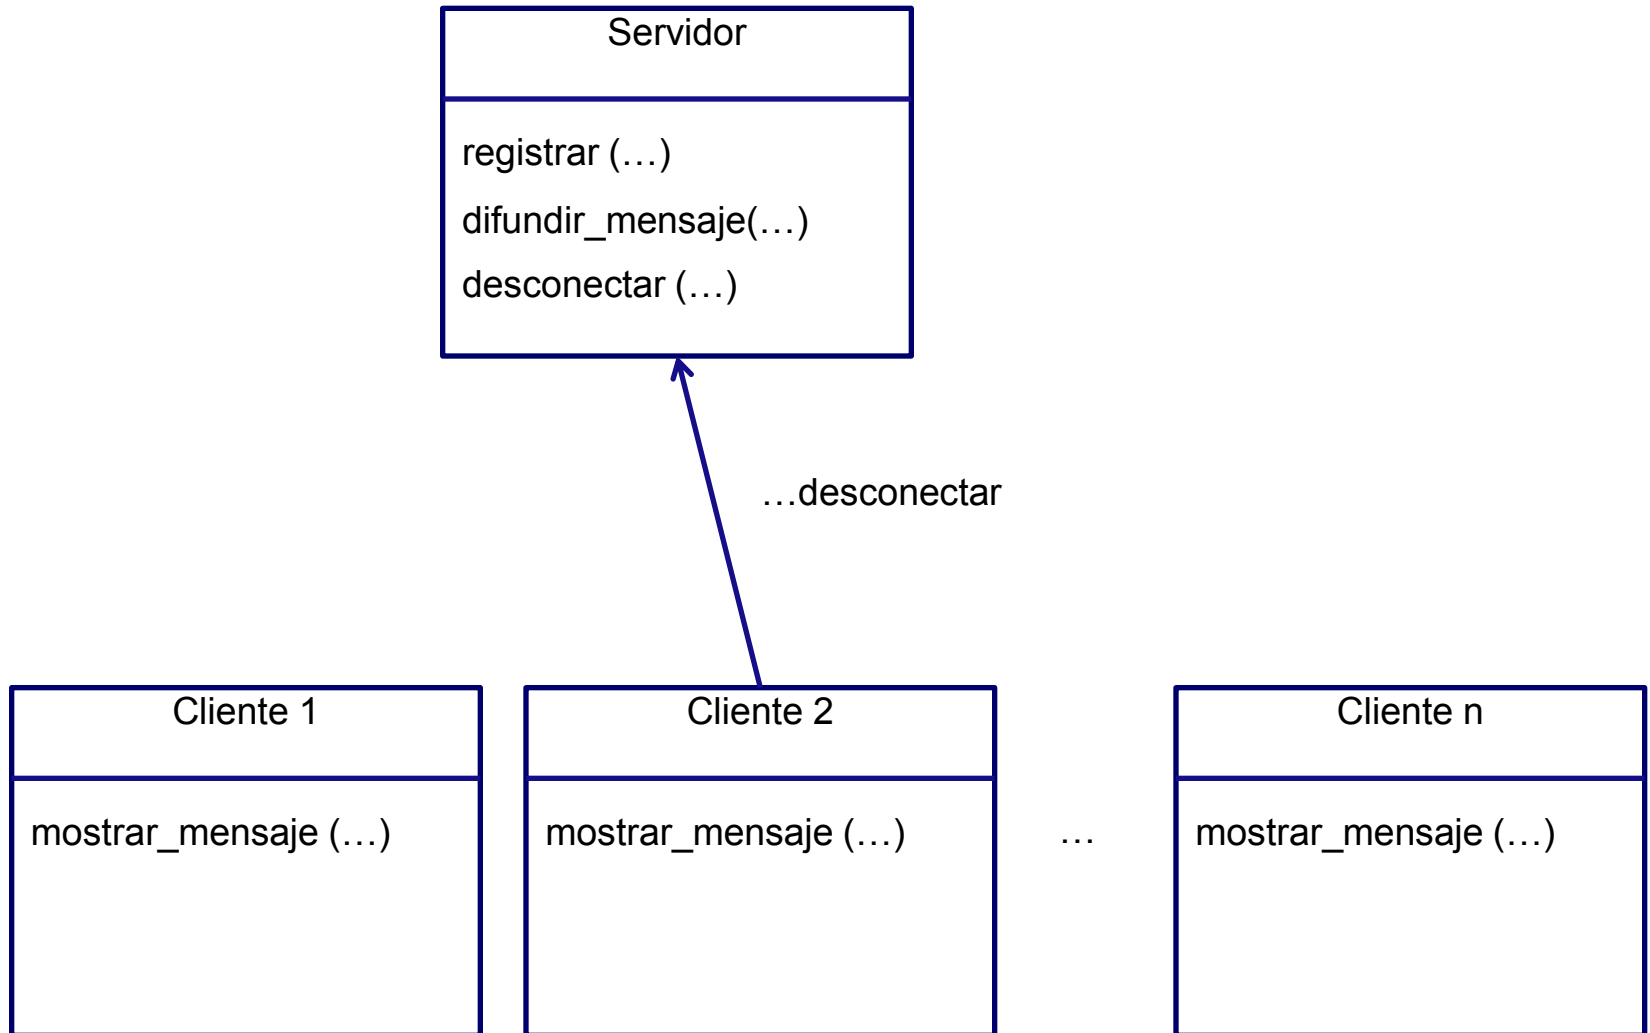 Servidor
registrar (…)
difundir_mensaje(…)
desconectar (…)
…desconectar
Cliente 1
mostrar_mensaje (…)
Cliente 2
mostrar_mensaje (…)
…
Cliente n
mostrar_mensaje (…)